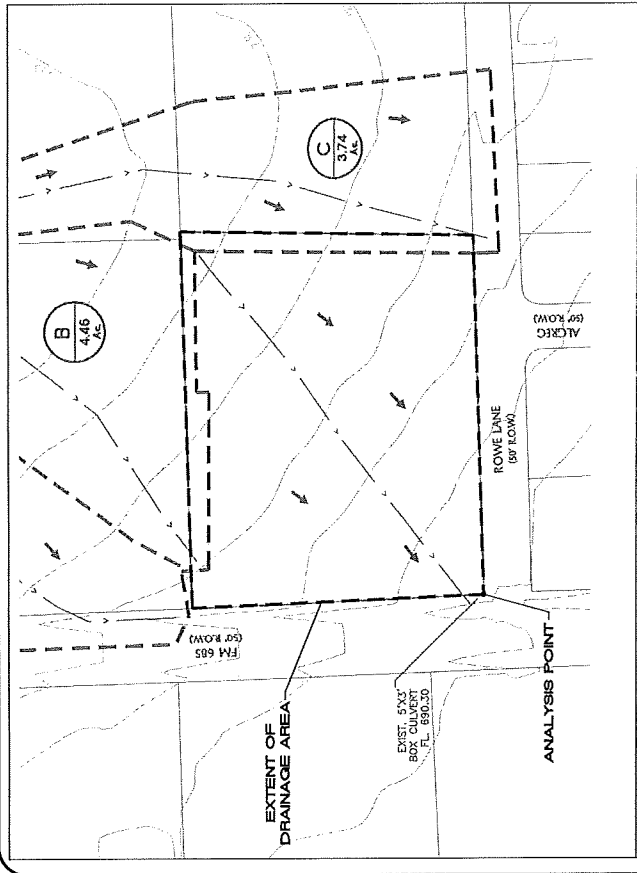 B
4.46
Ac.
C
3.74
Ac.
FM 685
(50' R.O.W)
EXTENT OF
DRAINAGE AREA
EXIST. 5'X3'
BOX CULVERT
FL 690.30
ANALYSIS POINT
ROWE LANE
(50' R.O.W)
ALGREG
(50' R.O.W)